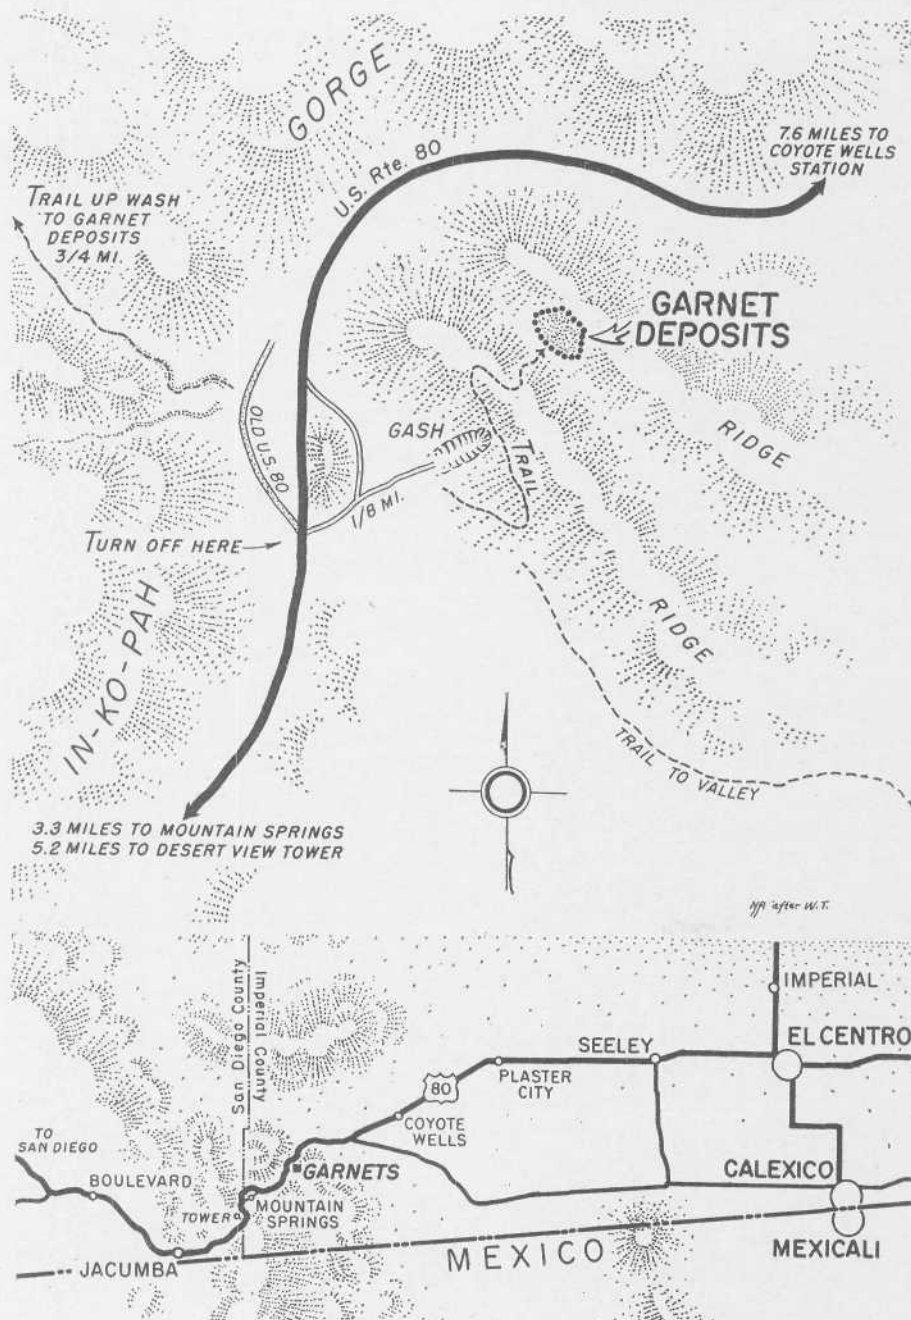 GORGE
U.S. Rte. 80
7.6 MILES TO
COYOTE WELLS
STATION
TRAIL UP WASH
TO GARNET
DEPOSITS
3/4 MI.
GARNET
DEPOSITS
OLD U.S. 80
GASH
TRAIL
RIDGE
1/8 MI.
TURN OFF HERE
IN-KO-PAH
RIDGE
TRAIL TO VALLEY
3.3 MILES TO MOUNTAIN SPRINGS
5.2 MILES TO DESERT VIEW TOWER
after W.T.
San Diego County
Imperial County
IMPERIAL
EL CENTRO
SEELEY
80
PLASTER
CITY
COYOTE
WELLS
TO
SAN DIEGO
BOULEVARD
GARNETS
CALEXICO
TOWER
MOUNTAIN
SPRINGS
MEXICO
MEXICALI
JACUMBA